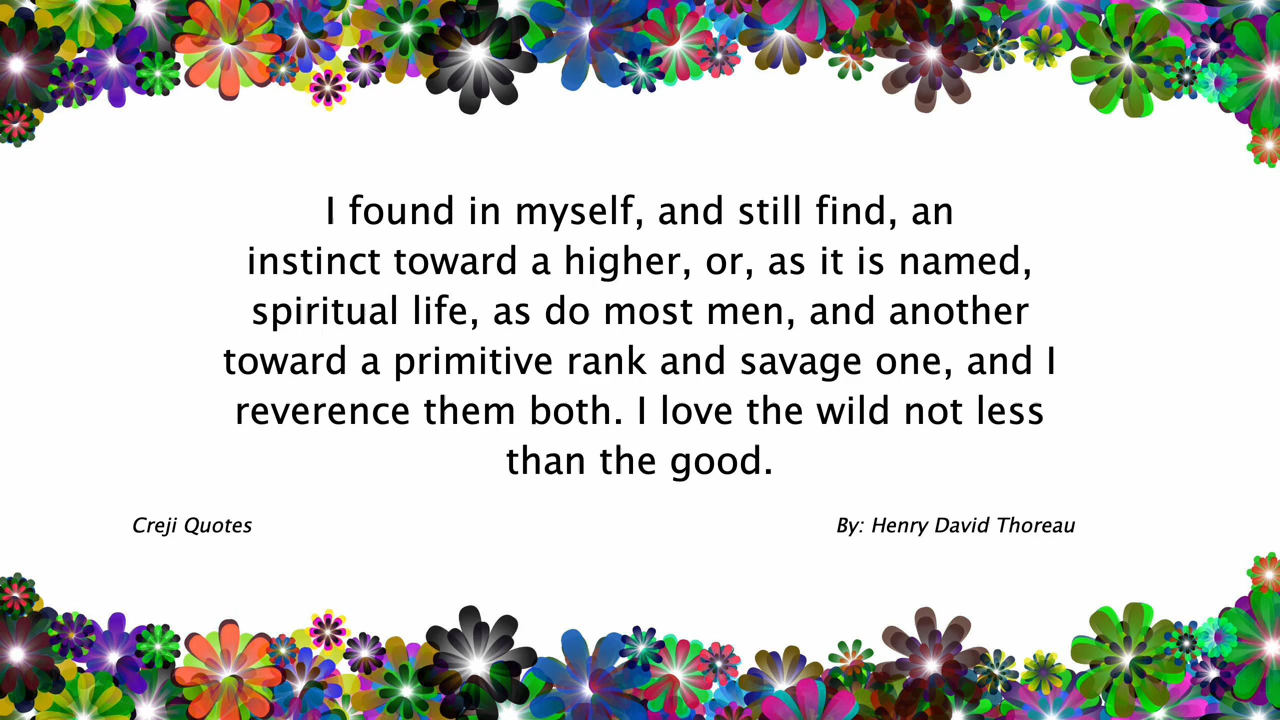 I found in myself, and still find, an
instinct toward a higher, or, as it is named,
spiritual life, as do most men, and another
toward a primitive rank and savage one, and I
reverence them both. I love the wild not less
than the good.
Creji Quotes
By: Henry David Thoreau